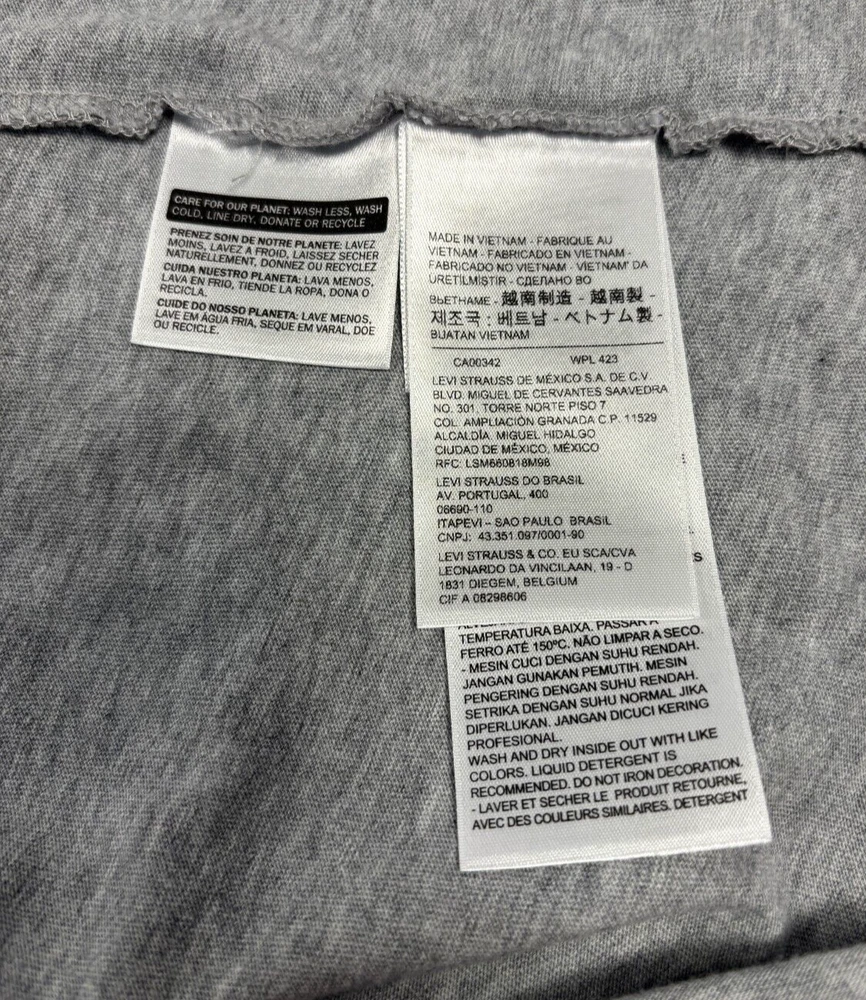 CARE FOR OUR PLANET: WASH LESS, WASH
COLD, LINE DRY, DONATE OR RECYCLE
PRENEZ SOIN DE NOTRE PLANETE: LAVEZ
MOINS, LAVEZ A FROID, LAISSEZ SECHER
NATURELLEMENT, DONNEZ OU RECYCLEZ
CUIDA NUESTRO PLANETA: LAVA MENOS,
LAVA EN FRIO, TIENDE LA ROPA, DONA O
RECICLA.
CUIDE DO NOSSO PLANETA: LAVE MENOS,
LAVE EM ÁGUA FRIA, SEQUE EM VARAL, DOE
OU RECICLE.
MADE IN VIETNAM - FABRIQUE AU
VIETNAM - FABRICADO EN VIETNAM -
FABRICADO NO VIETNAM - VIETNAM' DA
URETILMISTIR - СДЕЛАНО ВО
ВЬЕТНАМЕ - 越南制造 - 越南製 -
제조국 : 베트남 - ベトナム製 -
BUATAN VIETNAM
CA00342 WPL 423
LEVI STRAUSS DE MÉXICO S.A. DE C.V.
BLVD. MIGUEL DE CERVANTES SAAVEDRA
NO. 301, TORRE NORTE PISO 7
COL. AMPLIACIÓN GRANADA C.P. 11529
ALCALDÍA. MIGUEL HIDALGO
CIUDAD DE MÉXICO, MÉXICO
RFC: LSM660818M98
LEVI STRAUSS DO BRASIL
AV. PORTUGAL, 400
06690-110
ITAPEVI – SAO PAULO BRASIL
CNPJ: 43.351.097/0001-90
LEVI STRAUSS & CO. EU SCA/CVA
LEONARDO DA VINCILAAN, 19 - D
1831 DIEGEM, BELGIUM
CIF A 08298606
TEMPERATURA BAIXA. PASSAR A
FERRO ATÉ 150ºC. NÃO LIMPAR A SECO.
- MESIN CUCI DENGAN SUHU RENDAH.
JANGAN GUNAKAN PEMUTIH. MESIN
PENGERING DENGAN SUHU RENDAH.
SETRIKA DENGAN SUHU NORMAL JIKA
DIPERLUKAN. JANGAN DICUCI KERING
PROFESIONAL.
WASH AND DRY INSIDE OUT WITH LIKE
COLORS. LIQUID DETERGENT IS
RECOMMENDED. DO NOT IRON DECORATION.
- LAVER ET SECHER LE PRODUIT RETOURNE,
AVEC DES COULEURS SIMILAIRES. DETERGENT